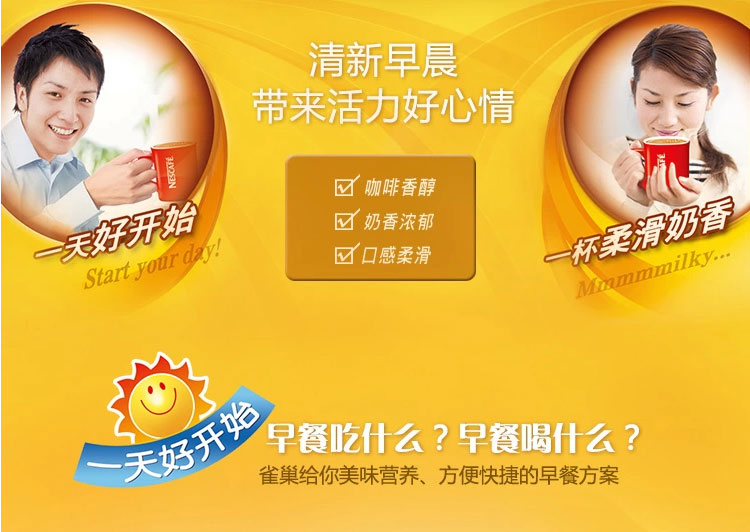 清新早晨
带来活力好心情
NESCAFÉ
咖啡香醇
奶香浓郁
口感柔滑
一天好开始
Start your day!
一杯柔滑奶香
Mmmmmilky...
一天好开始
早餐吃什么？早餐喝什么？
雀巢给你美味营养、方便快捷的早餐方案